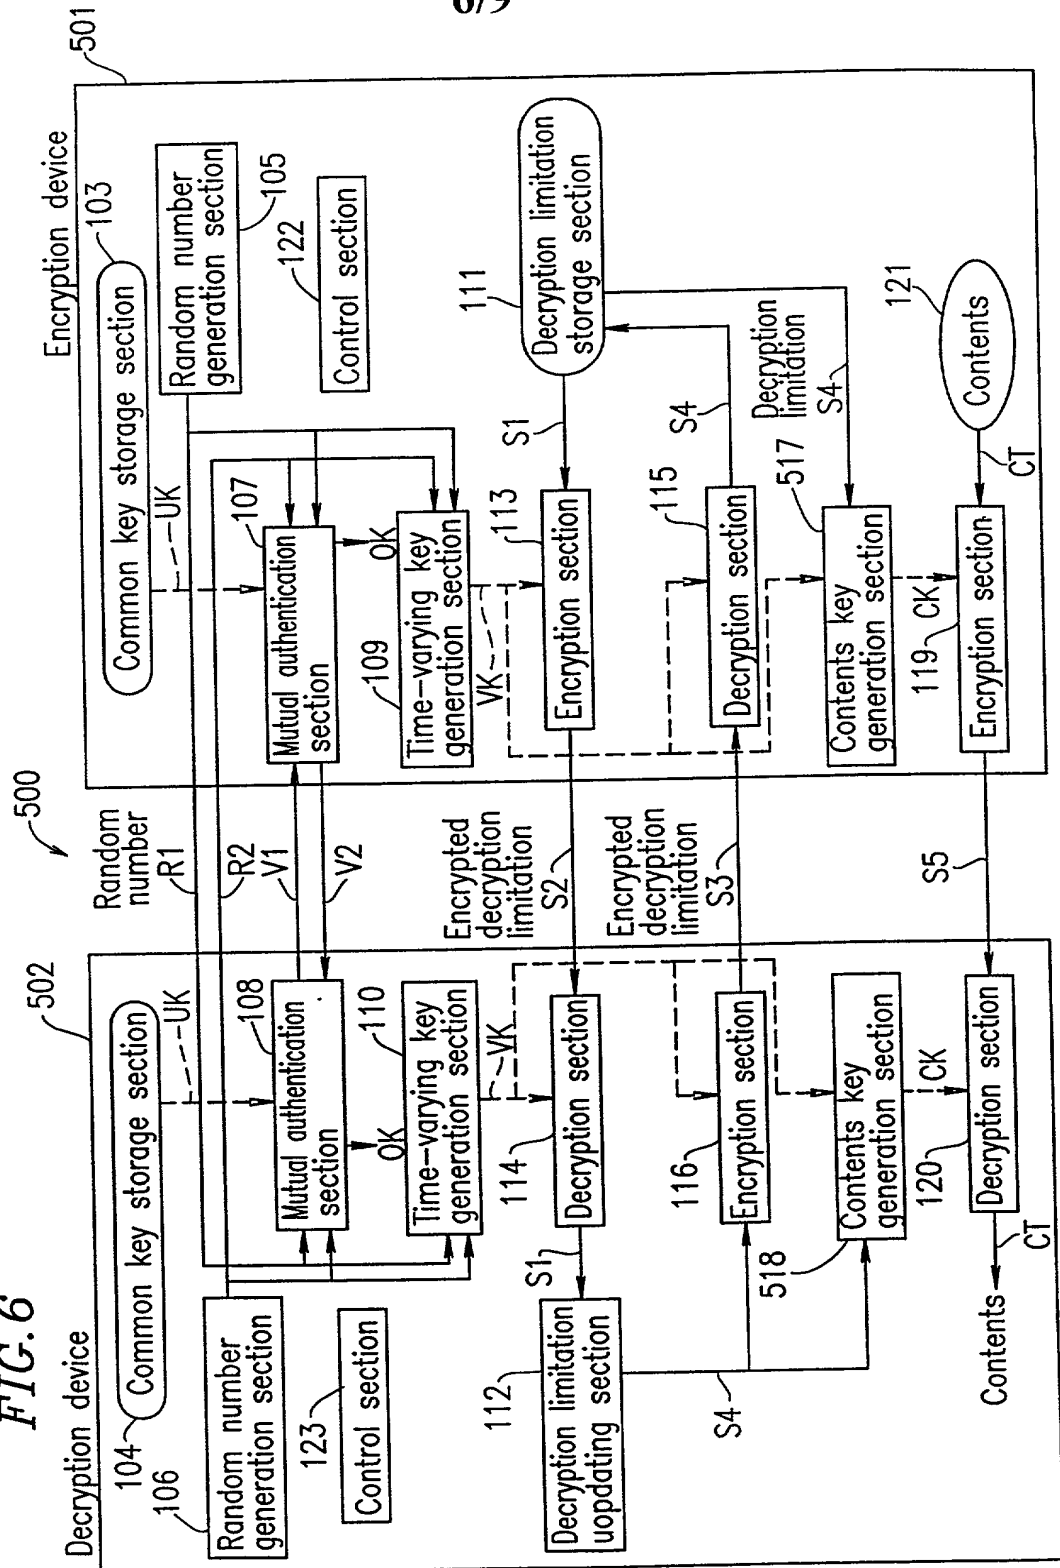 6/9
FIG. 6
500
Decryption device
502
104
Common key storage section
UK
106
Random number
generation section
108
Mutual authentication
section
OK
110
Time-varying key
generation section
VK
123
Control section
114
Decryption section
S1
112
Decryption limitation
uopdating section
S4
116
Encryption section
518
Contents key
generation section
CK
120
Decryption section
CT
Contents
Random
number
R1
R2
V1
V2
Encrypted
decryption
limitation
S2
Encrypted
decryption
limitation
S3
S5
Encryption device
501
103
Common key storage section
UK
Random number
generation section
105
107
Mutual authentication
section
OK
109
Time-varying key
generation section
VK
122
Control section
113
Encryption section
S1
111
Decryption limitation
storage section
115
Decryption section
S4
Decryption
limitation
S4
517
Contents key
generation section
CK
119
Encryption section
CT
121
Contents